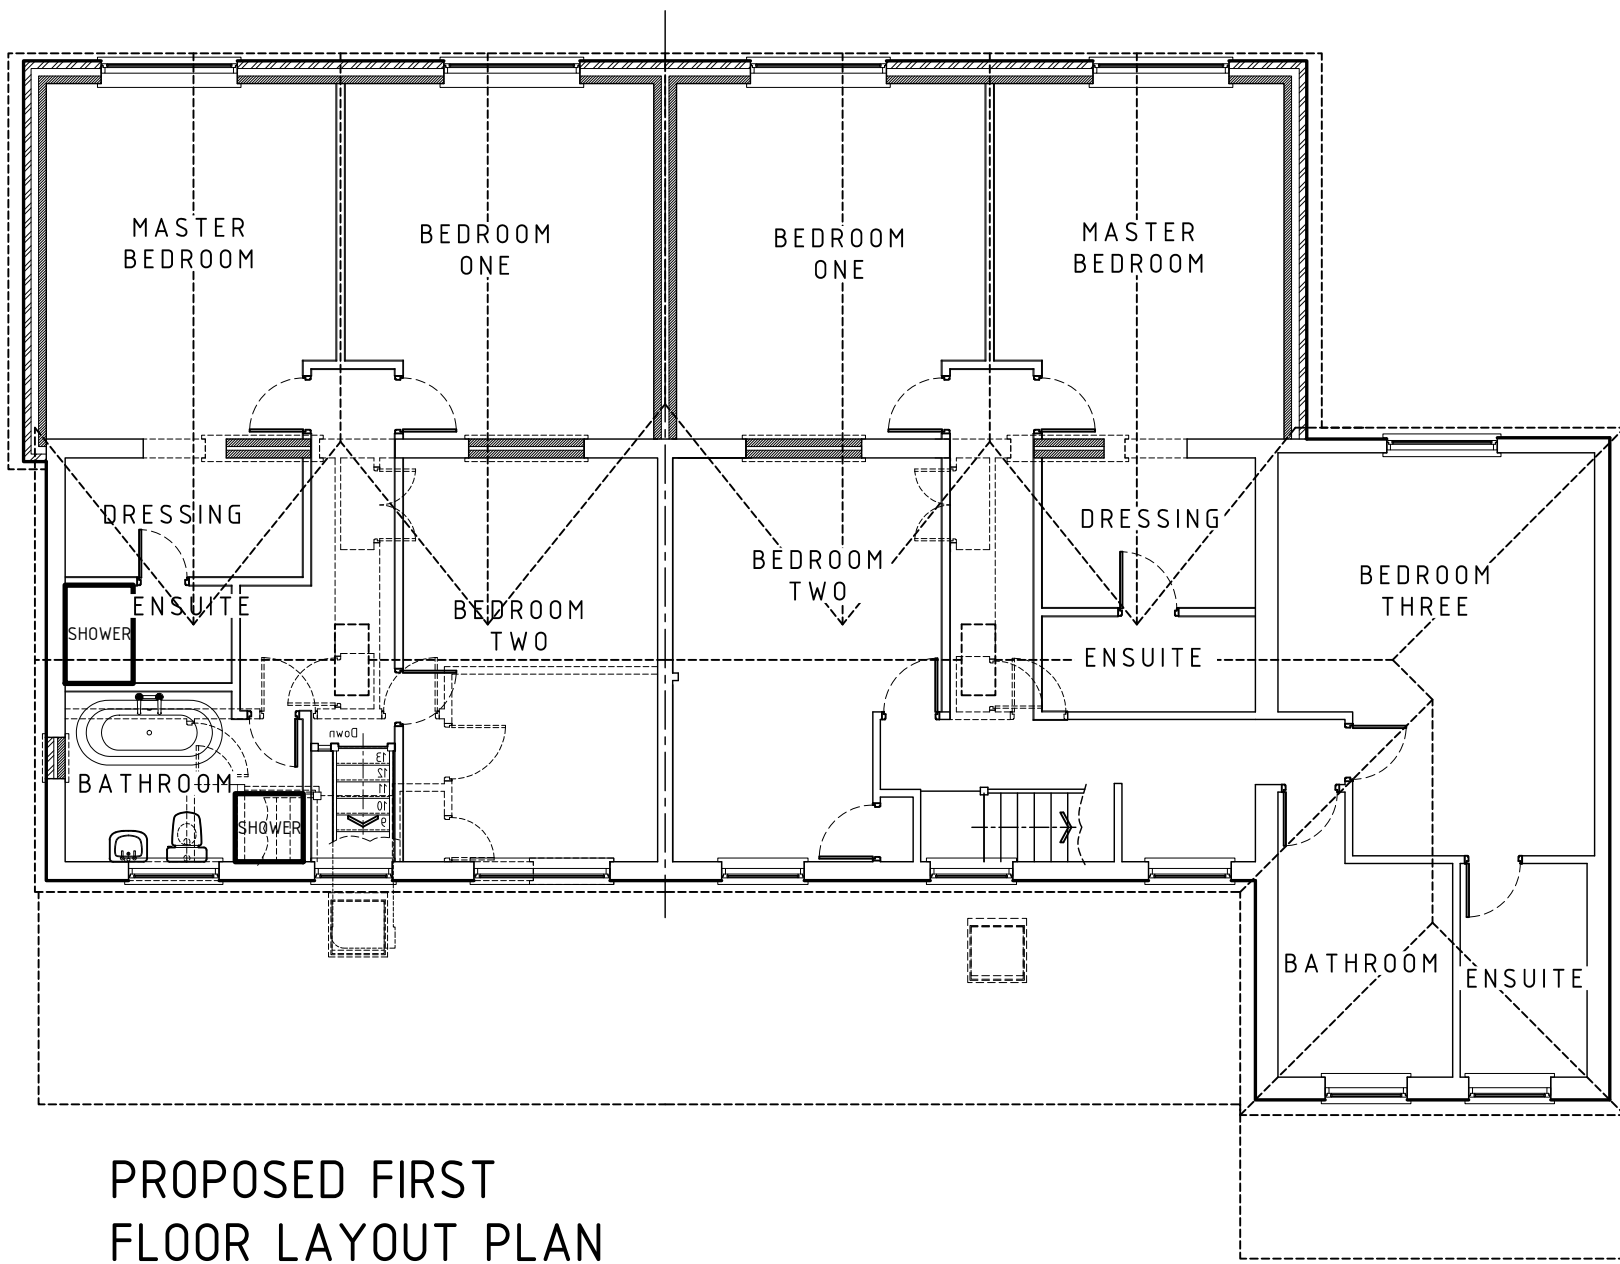 MASTER
BEDROOM
BEDROOM
ONE
BEDROOM
ONE
MASTER
BEDROOM
DRESSING
ENSUITE
SHOWER
BEDROOM
TWO
BEDROOM
TWO
DRESSING
ENSUITE
BEDROOM
THREE
Down
13
12
11
10
9
BATHROOM
SHOWER
BATHROOM
ENSUITE
PROPOSED FIRST
FLOOR LAYOUT PLAN